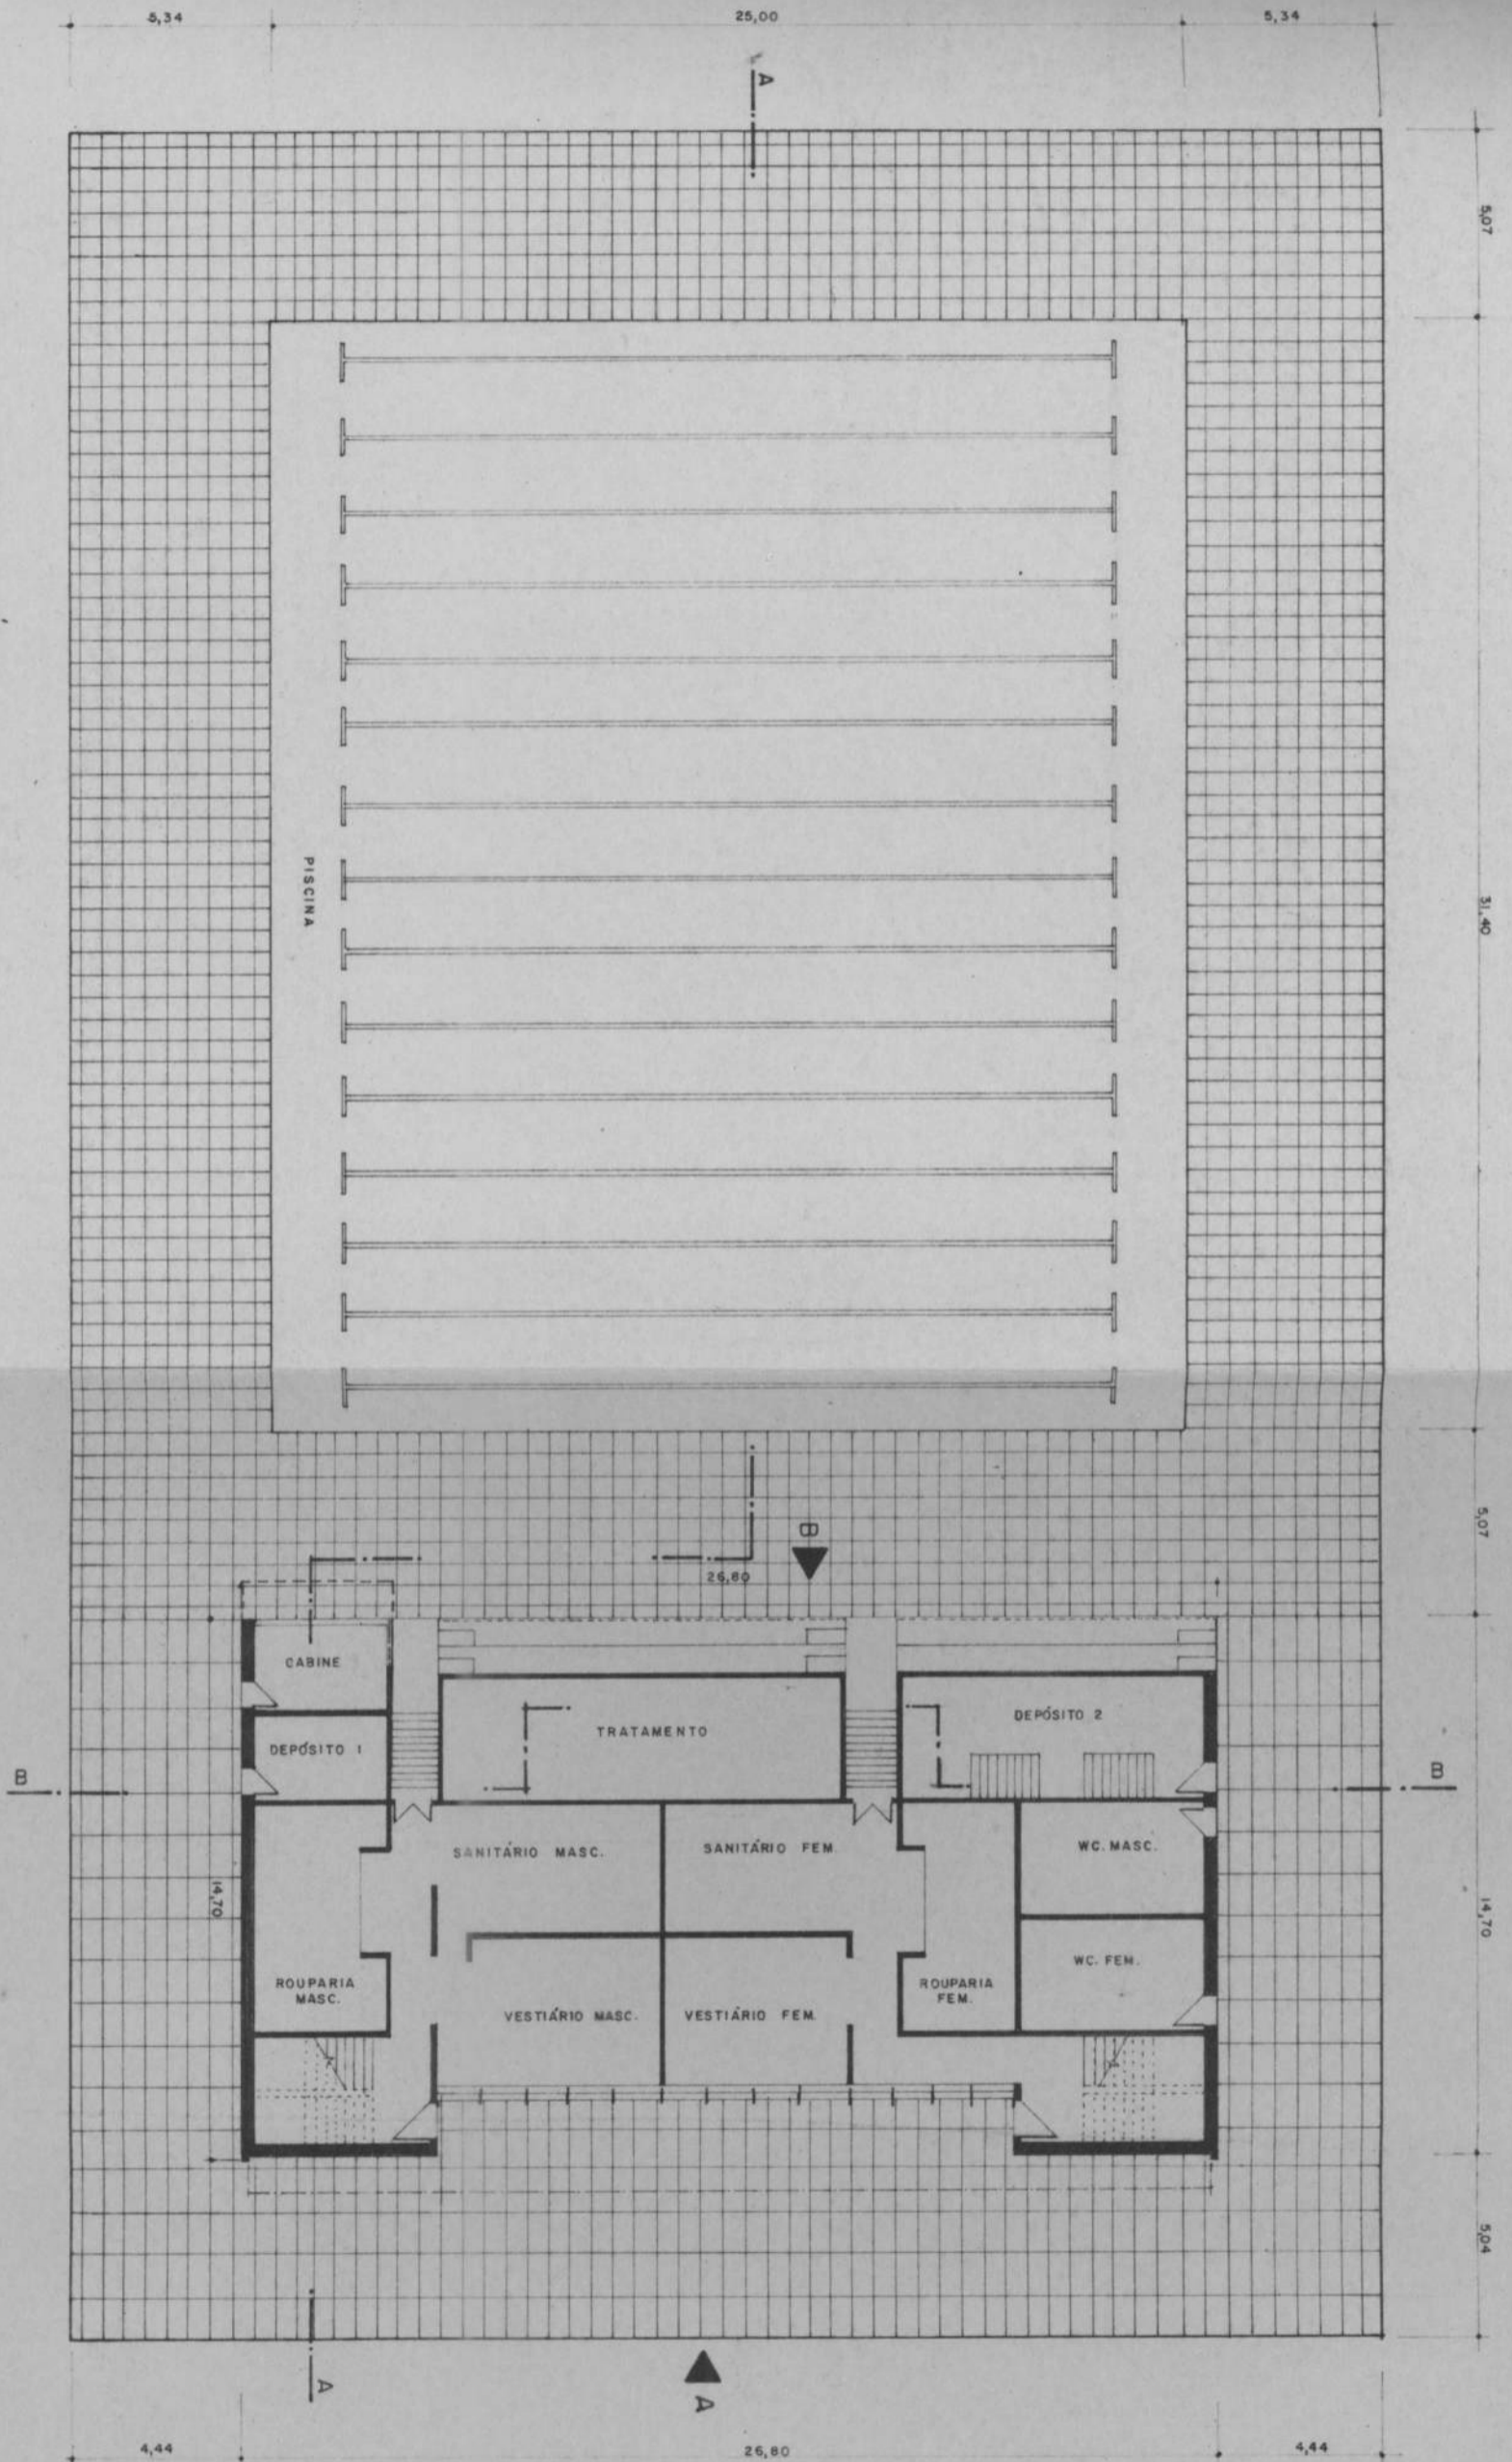 5,34
25,00
5,34
A
5,07
31,40
PISCINA
5,07
B
26,80
CABINE
DEPÓSITO 1
TRATAMENTO
DEPÓSITO 2
B
B
SANITÁRIO MASC.
SANITÁRIO FEM.
WC. MASC.
14,70
14,70
ROUPARIA
MASC.
VESTIÁRIO MASC.
VESTIÁRIO FEM.
ROUPARIA
FEM.
WC. FEM.
5,04
A
A
4,44
26,80
4,44